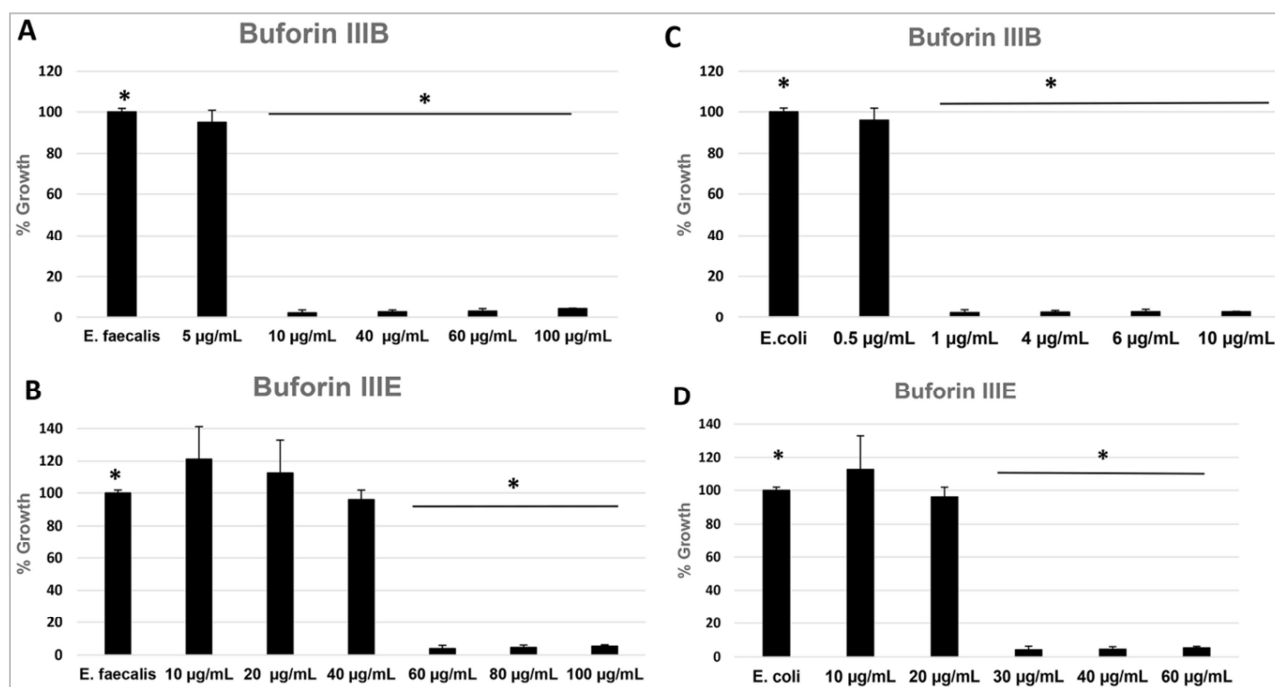 A
Buforin IIIB
% Growth
120
100
80
60
40
20
0
*
*
E. faecalis 5 µg/mL 10 µg/mL 40 µg/mL 60 µg/mL 100 µg/mL
C
Buforin IIIB
% Growth
120
100
80
60
40
20
0
*
*
E.coli 0.5 µg/mL 1 µg/mL 4 µg/mL 6 µg/mL 10 µg/mL
B
Buforin IIIE
% Growth
140
120
100
80
60
40
20
0
*
*
E. faecalis 10 µg/mL 20 µg/mL 40 µg/mL 60 µg/mL 80 µg/mL 100 µg/mL
D
Buforin IIIE
% Growth
140
120
100
80
60
40
20
0
*
*
E. coli 10 µg/mL 20 µg/mL 30 µg/mL 40 µg/mL 60 µg/mL